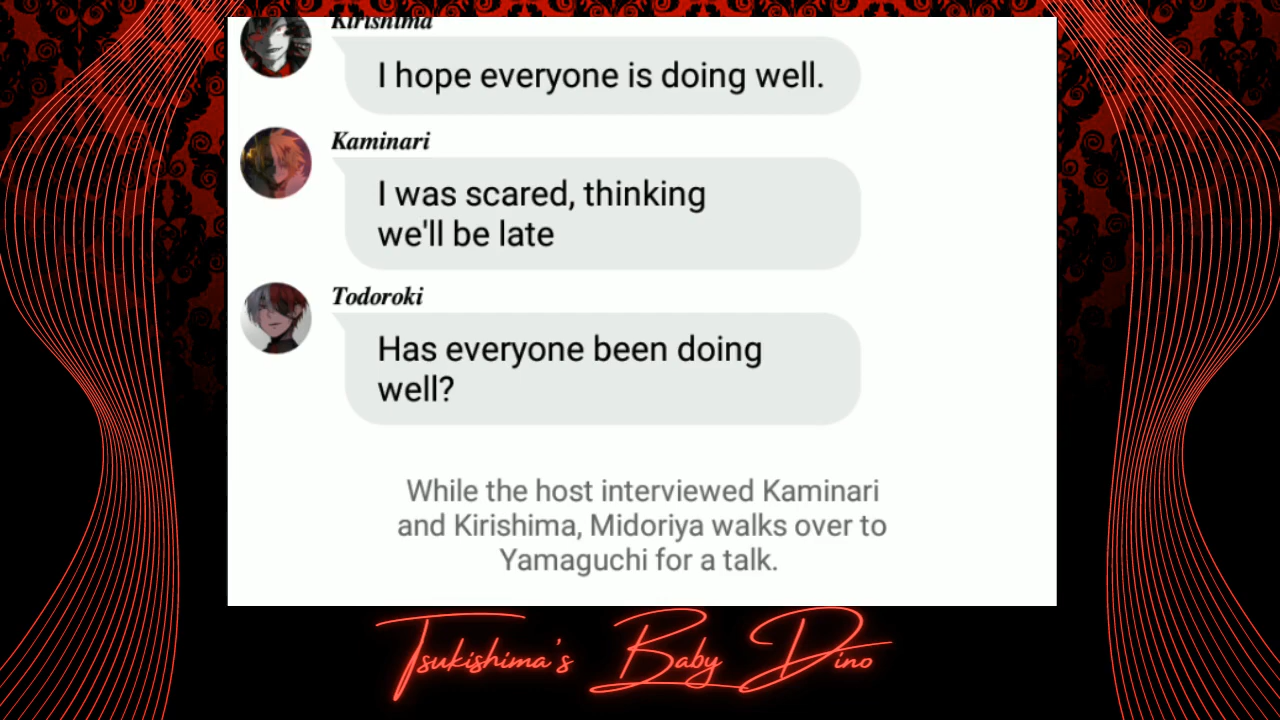 Kirishima
I hope everyone is doing well.
Kaminari
I was scared, thinking
we'll be late
Todoroki
Has everyone been doing
well?
While the host interviewed Kaminari
and Kirishima, Midoriya walks over to
Yamaguchi for a talk.
Tsukishima's Baby Dino